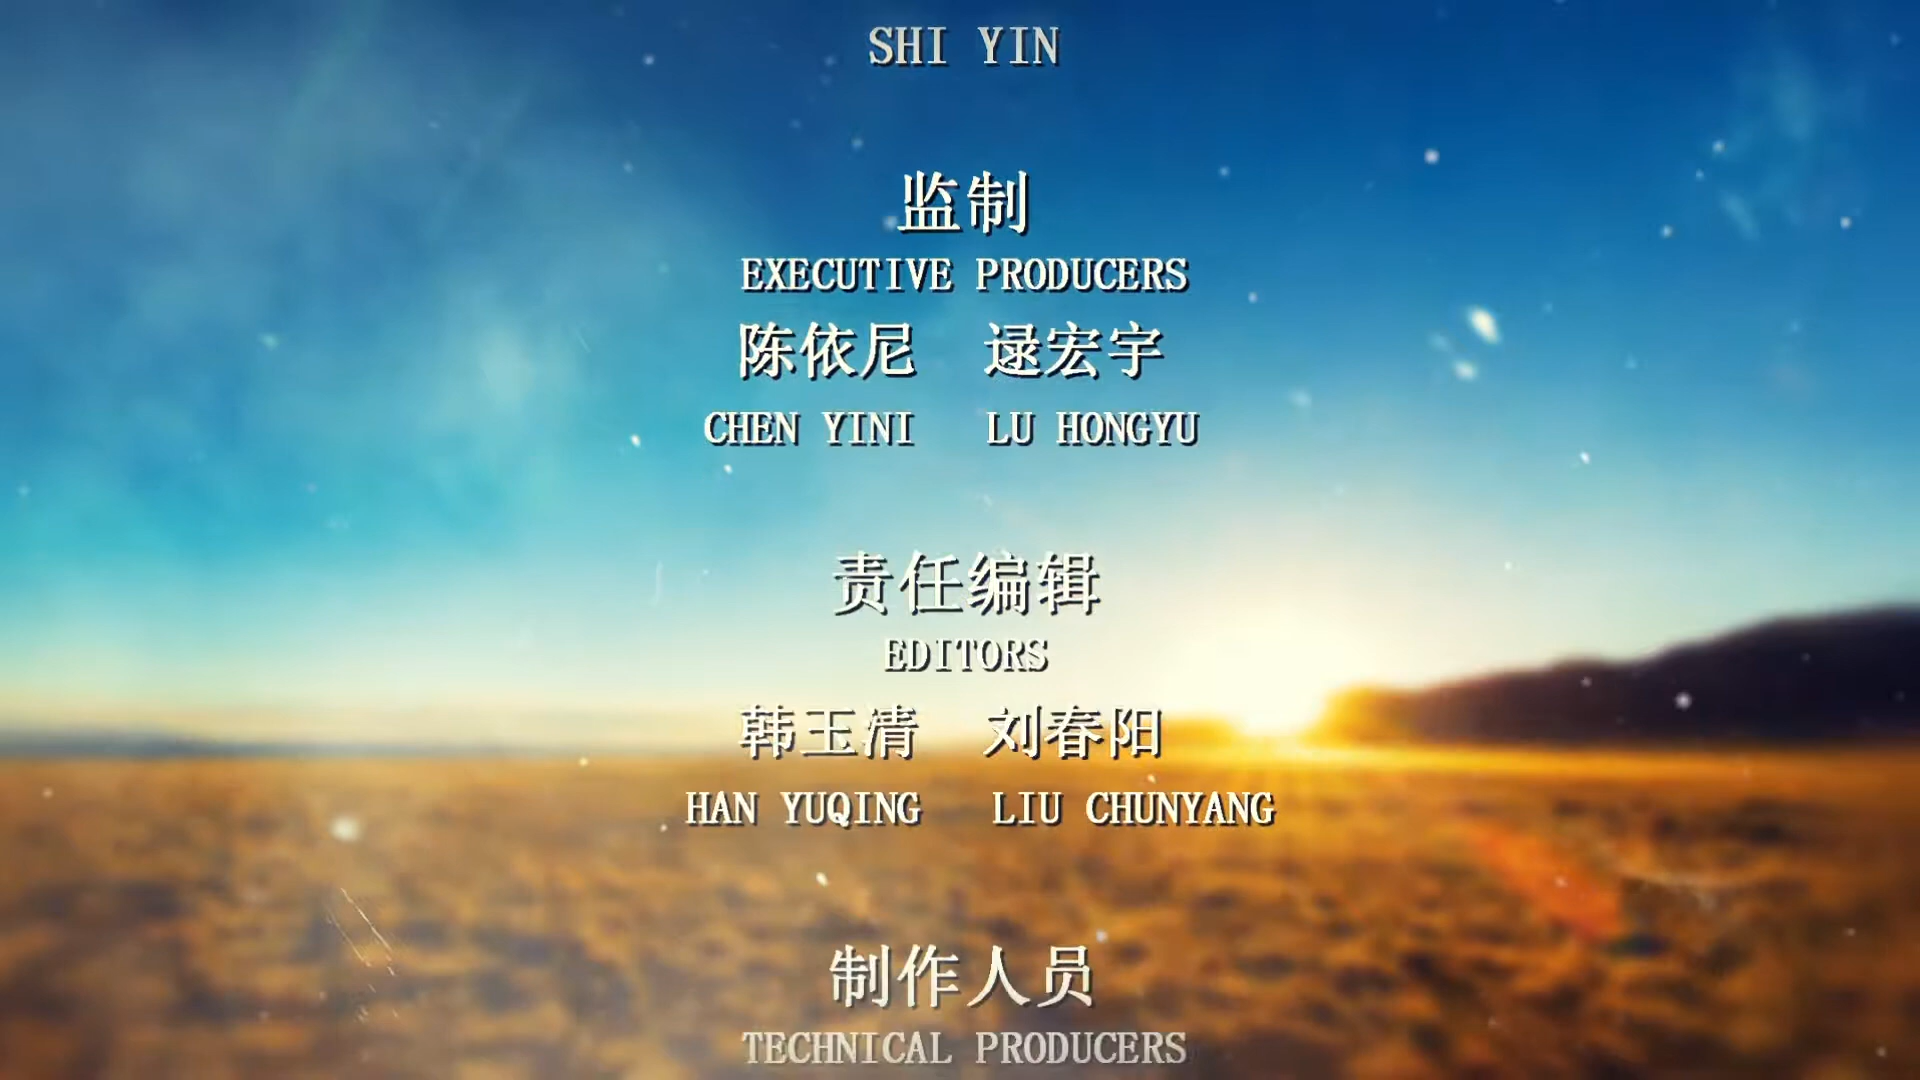 SHI YIN
监制
EXECUTIVE PRODUCERS
陈依尼 逯宏宇
CHEN YINI LU HONGYU
责任编辑
EDITORS
韩玉清 刘春阳
HAN YUQING LIU CHUNYANG
制作人员
TECHNICAL PRODUCERS